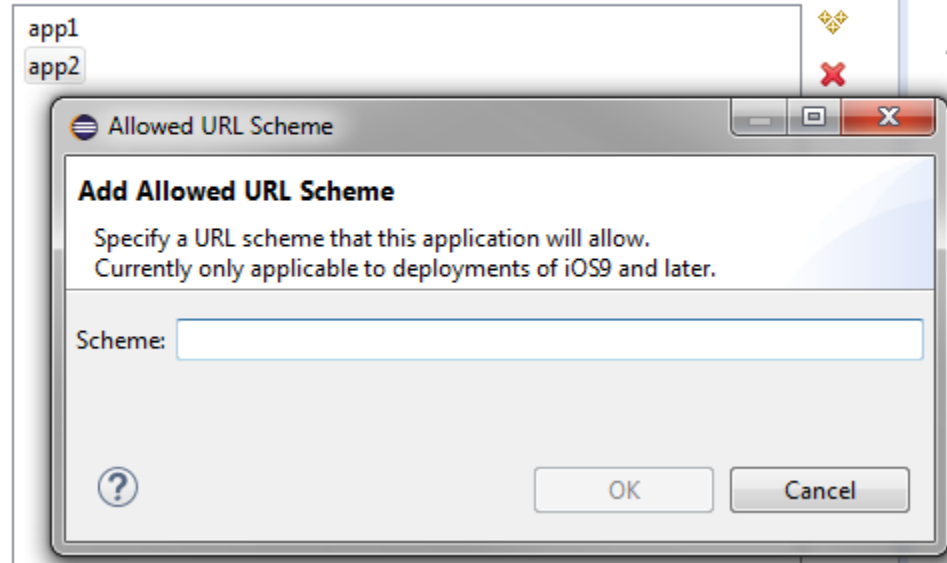 app1
app2
Allowed URL Scheme
Add Allowed URL Scheme
Specify a URL scheme that this application will allow.
Currently only applicable to deployments of iOS9 and later.
Scheme:
?
OK
Cancel